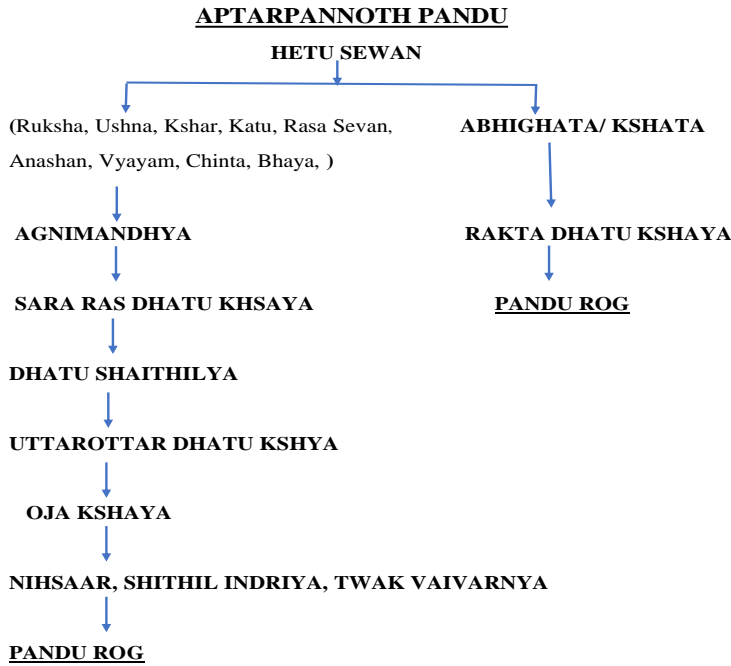 APTARPANNOTH PANDU
HETU SEWAN
(Ruksha, Ushna, Kshar, Katu, Rasa Sevan,
Anashan, Vyayam, Chinta, Bhaya, )
AGNIMANDHYA
SARA RAS DHATU KHSAYA
DHATU SHAITHILYA
UTTAROTTAR DHATU KSHYA
OJA KSHAYA
NIHSAAR, SHITHIL INDRIYA, TWAK VAIVARNYA
PANDU ROG
ABHIGHATA/ KSHATA
RAKTA DHATU KSHAYA
PANDU ROG